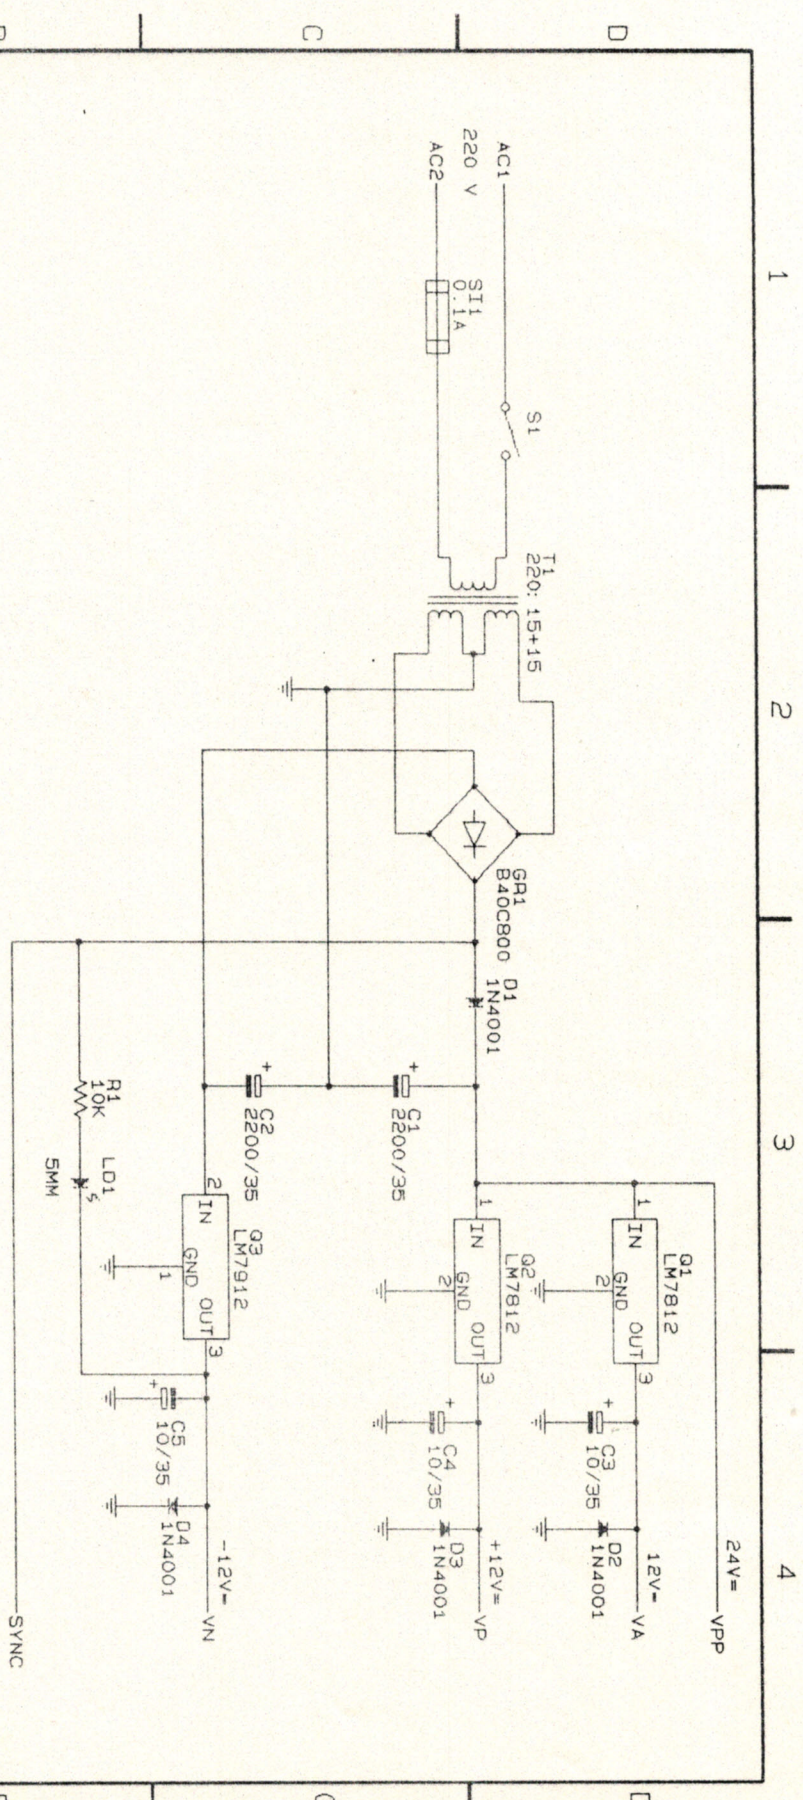 D
1
2
3
4
D
C
C
AC1
220 V
AC2
SI1
0.1A
S1
T1
220: 15+15
GR1
B40C800
D1
1N4001
C1
2200/35
C2
2200/35
R1
10K
LD1
5MM
Q1
LM7812
1
IN
GND
2
OUT
3
C3
10/35
D2
1N4001
24V=
VPP
12V=
VA
Q2
LM7812
1
IN
GND
2
OUT
3
C4
10/35
D3
1N4001
+12V=
VP
Q3
LM7912
2
IN
GND
1
OUT
3
C5
10/35
D4
1N4001
-12V=
VN
SYNC
+
+
+
+
+